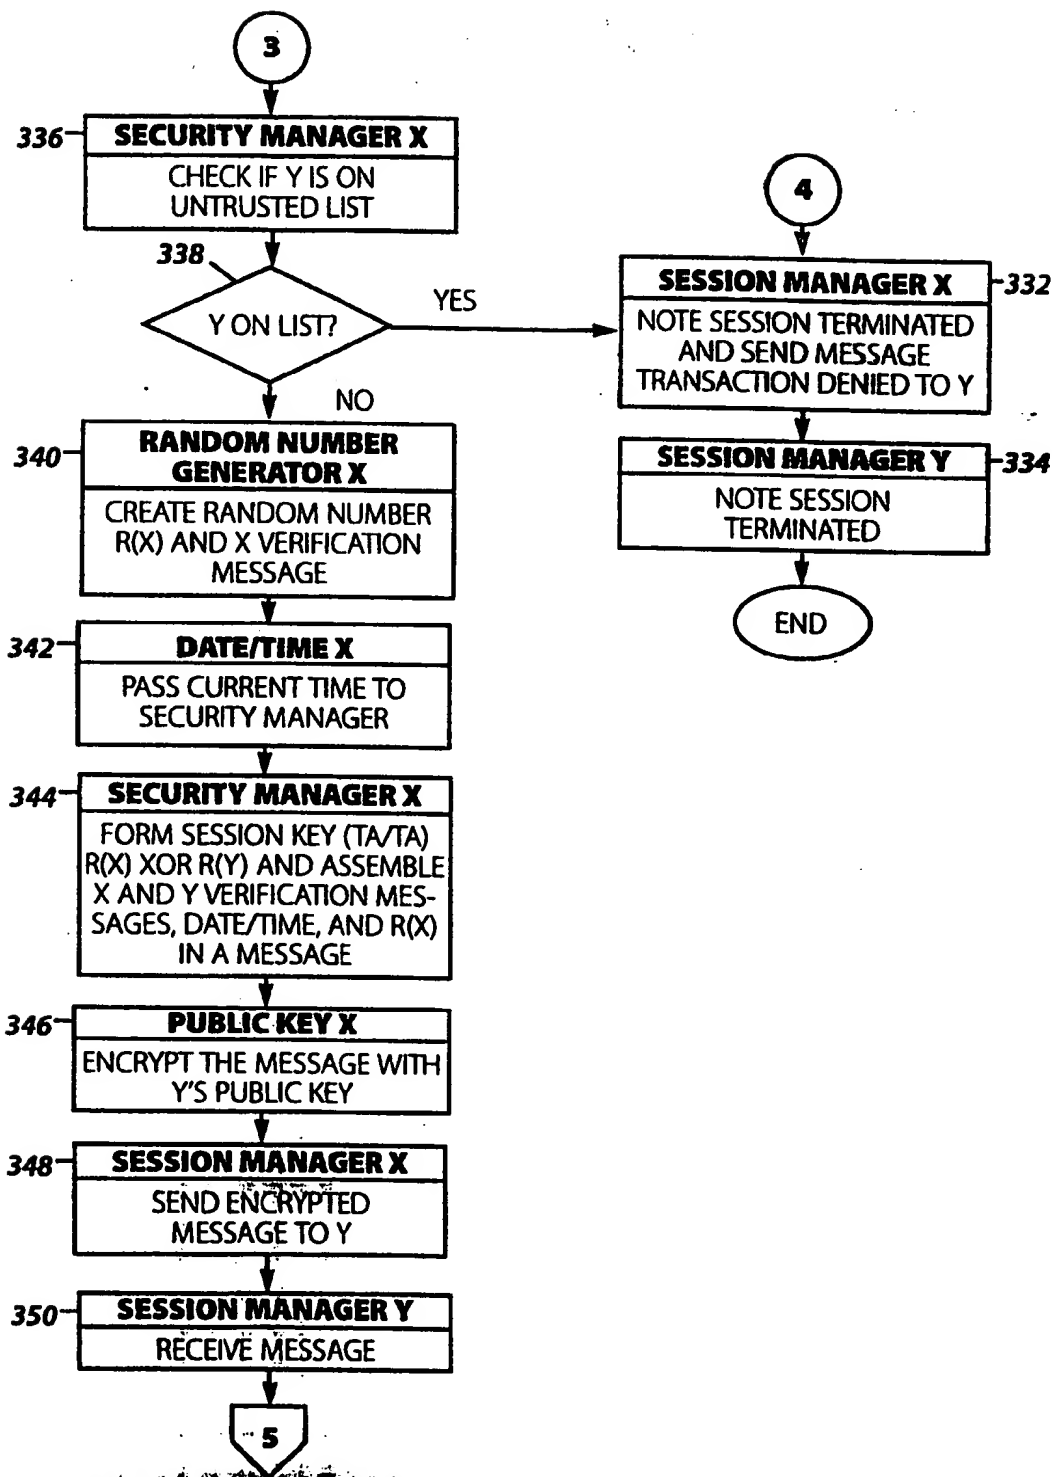 3
336
SECURITY MANAGER X
CHECK IF Y IS ON
UNTRUSTED LIST
338
Y ON LIST?
YES
NO
340
RANDOM NUMBER
GENERATOR X
CREATE RANDOM NUMBER
R(X) AND X VERIFICATION
MESSAGE
342
DATE/TIME X
PASS CURRENT TIME TO
SECURITY MANAGER
344
SECURITY MANAGER X
FORM SESSION KEY (TA/TA)
R(X) XOR R(Y) AND ASSEMBLE
X AND Y VERIFICATION MES-
SAGES, DATE/TIME, AND R(X)
IN A MESSAGE
346
PUBLIC KEY X
ENCRYPT THE MESSAGE WITH
Y'S PUBLIC KEY
348
SESSION MANAGER X
SEND ENCRYPTED
MESSAGE TO Y
350
SESSION MANAGER Y
RECEIVE MESSAGE
5
4
SESSION MANAGER X
332
NOTE SESSION TERMINATED
AND SEND MESSAGE
TRANSACTION DENIED TO Y
SESSION MANAGER Y
334
NOTE SESSION
TERMINATED
END